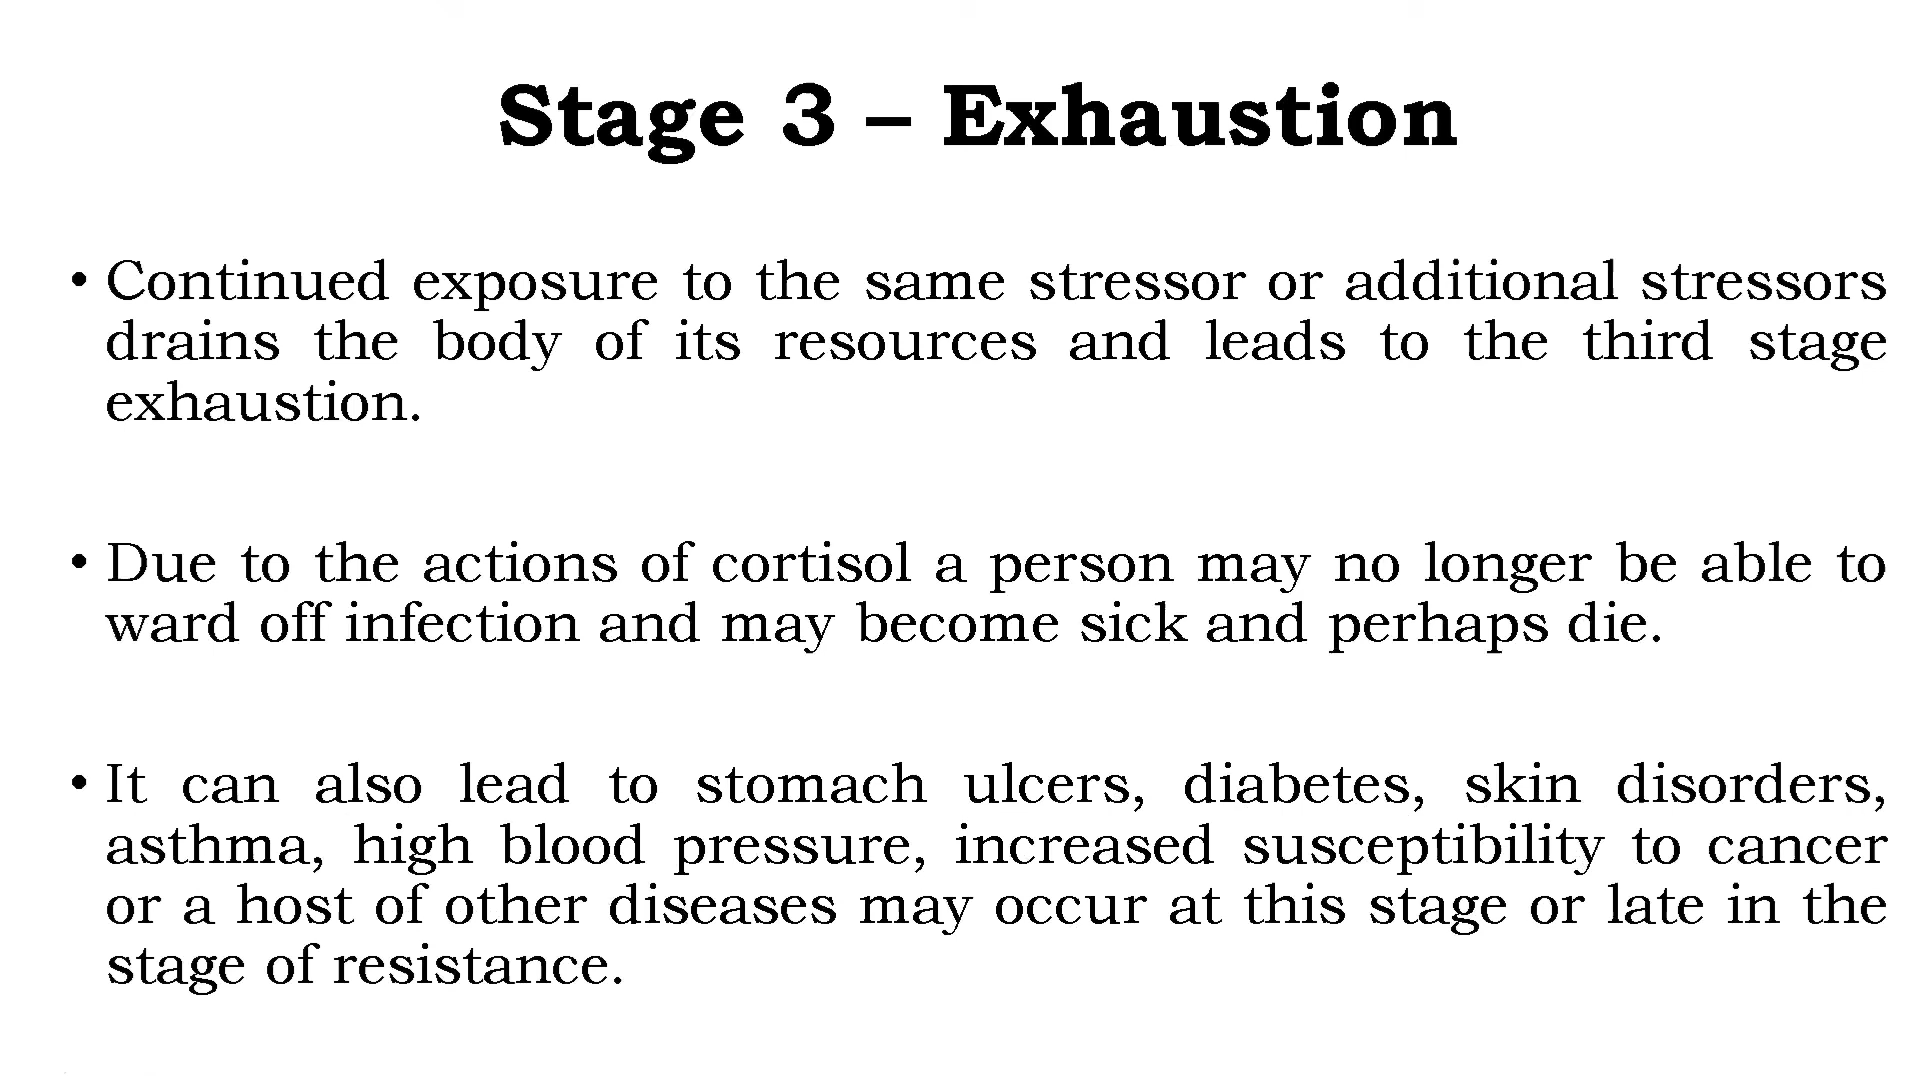 Stage 3 – Exhaustion
• Continued exposure to the same stressor or additional stressors
drains the body of its resources and leads to the third stage
exhaustion.
• Due to the actions of cortisol a person may no longer be able to
ward off infection and may become sick and perhaps die.
• It can also lead to stomach ulcers, diabetes, skin disorders,
asthma, high blood pressure, increased susceptibility to cancer
or a host of other diseases may occur at this stage or late in the
stage of resistance.